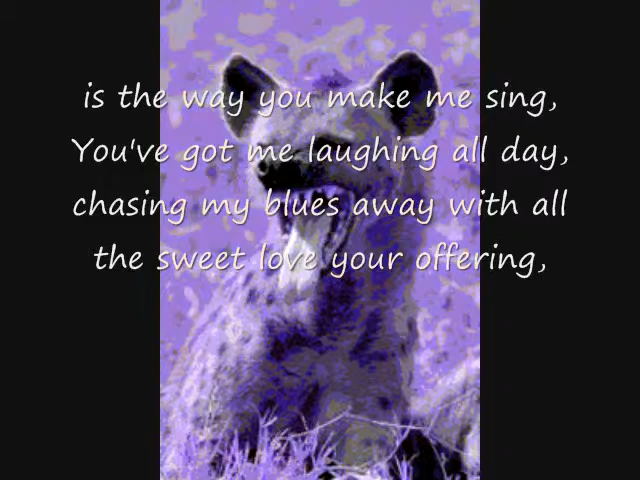 is the way you make me sing,
You've got me laughing all day,
chasing my blues away with all
the sweet love your offering,